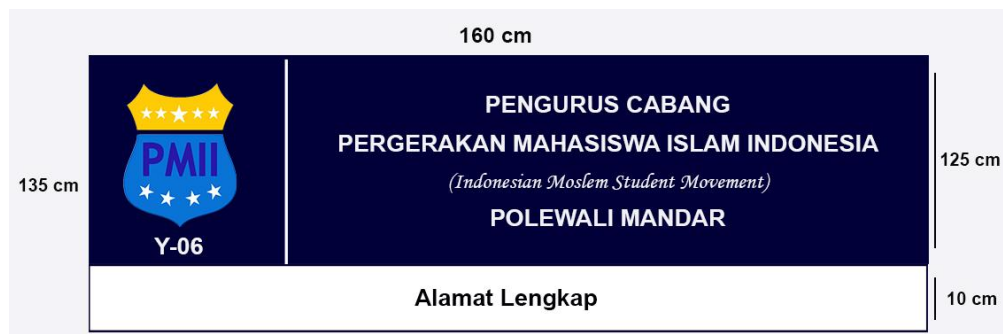 160 cm
PMII
Y-06
PENGURUS CABANG
PERGERAKAN MAHASISWA ISLAM INDONESIA
(Indonesian Moslem Student Movement)
POLEWALI MANDAR
135 cm
125 cm
Alamat Lengkap
10 cm